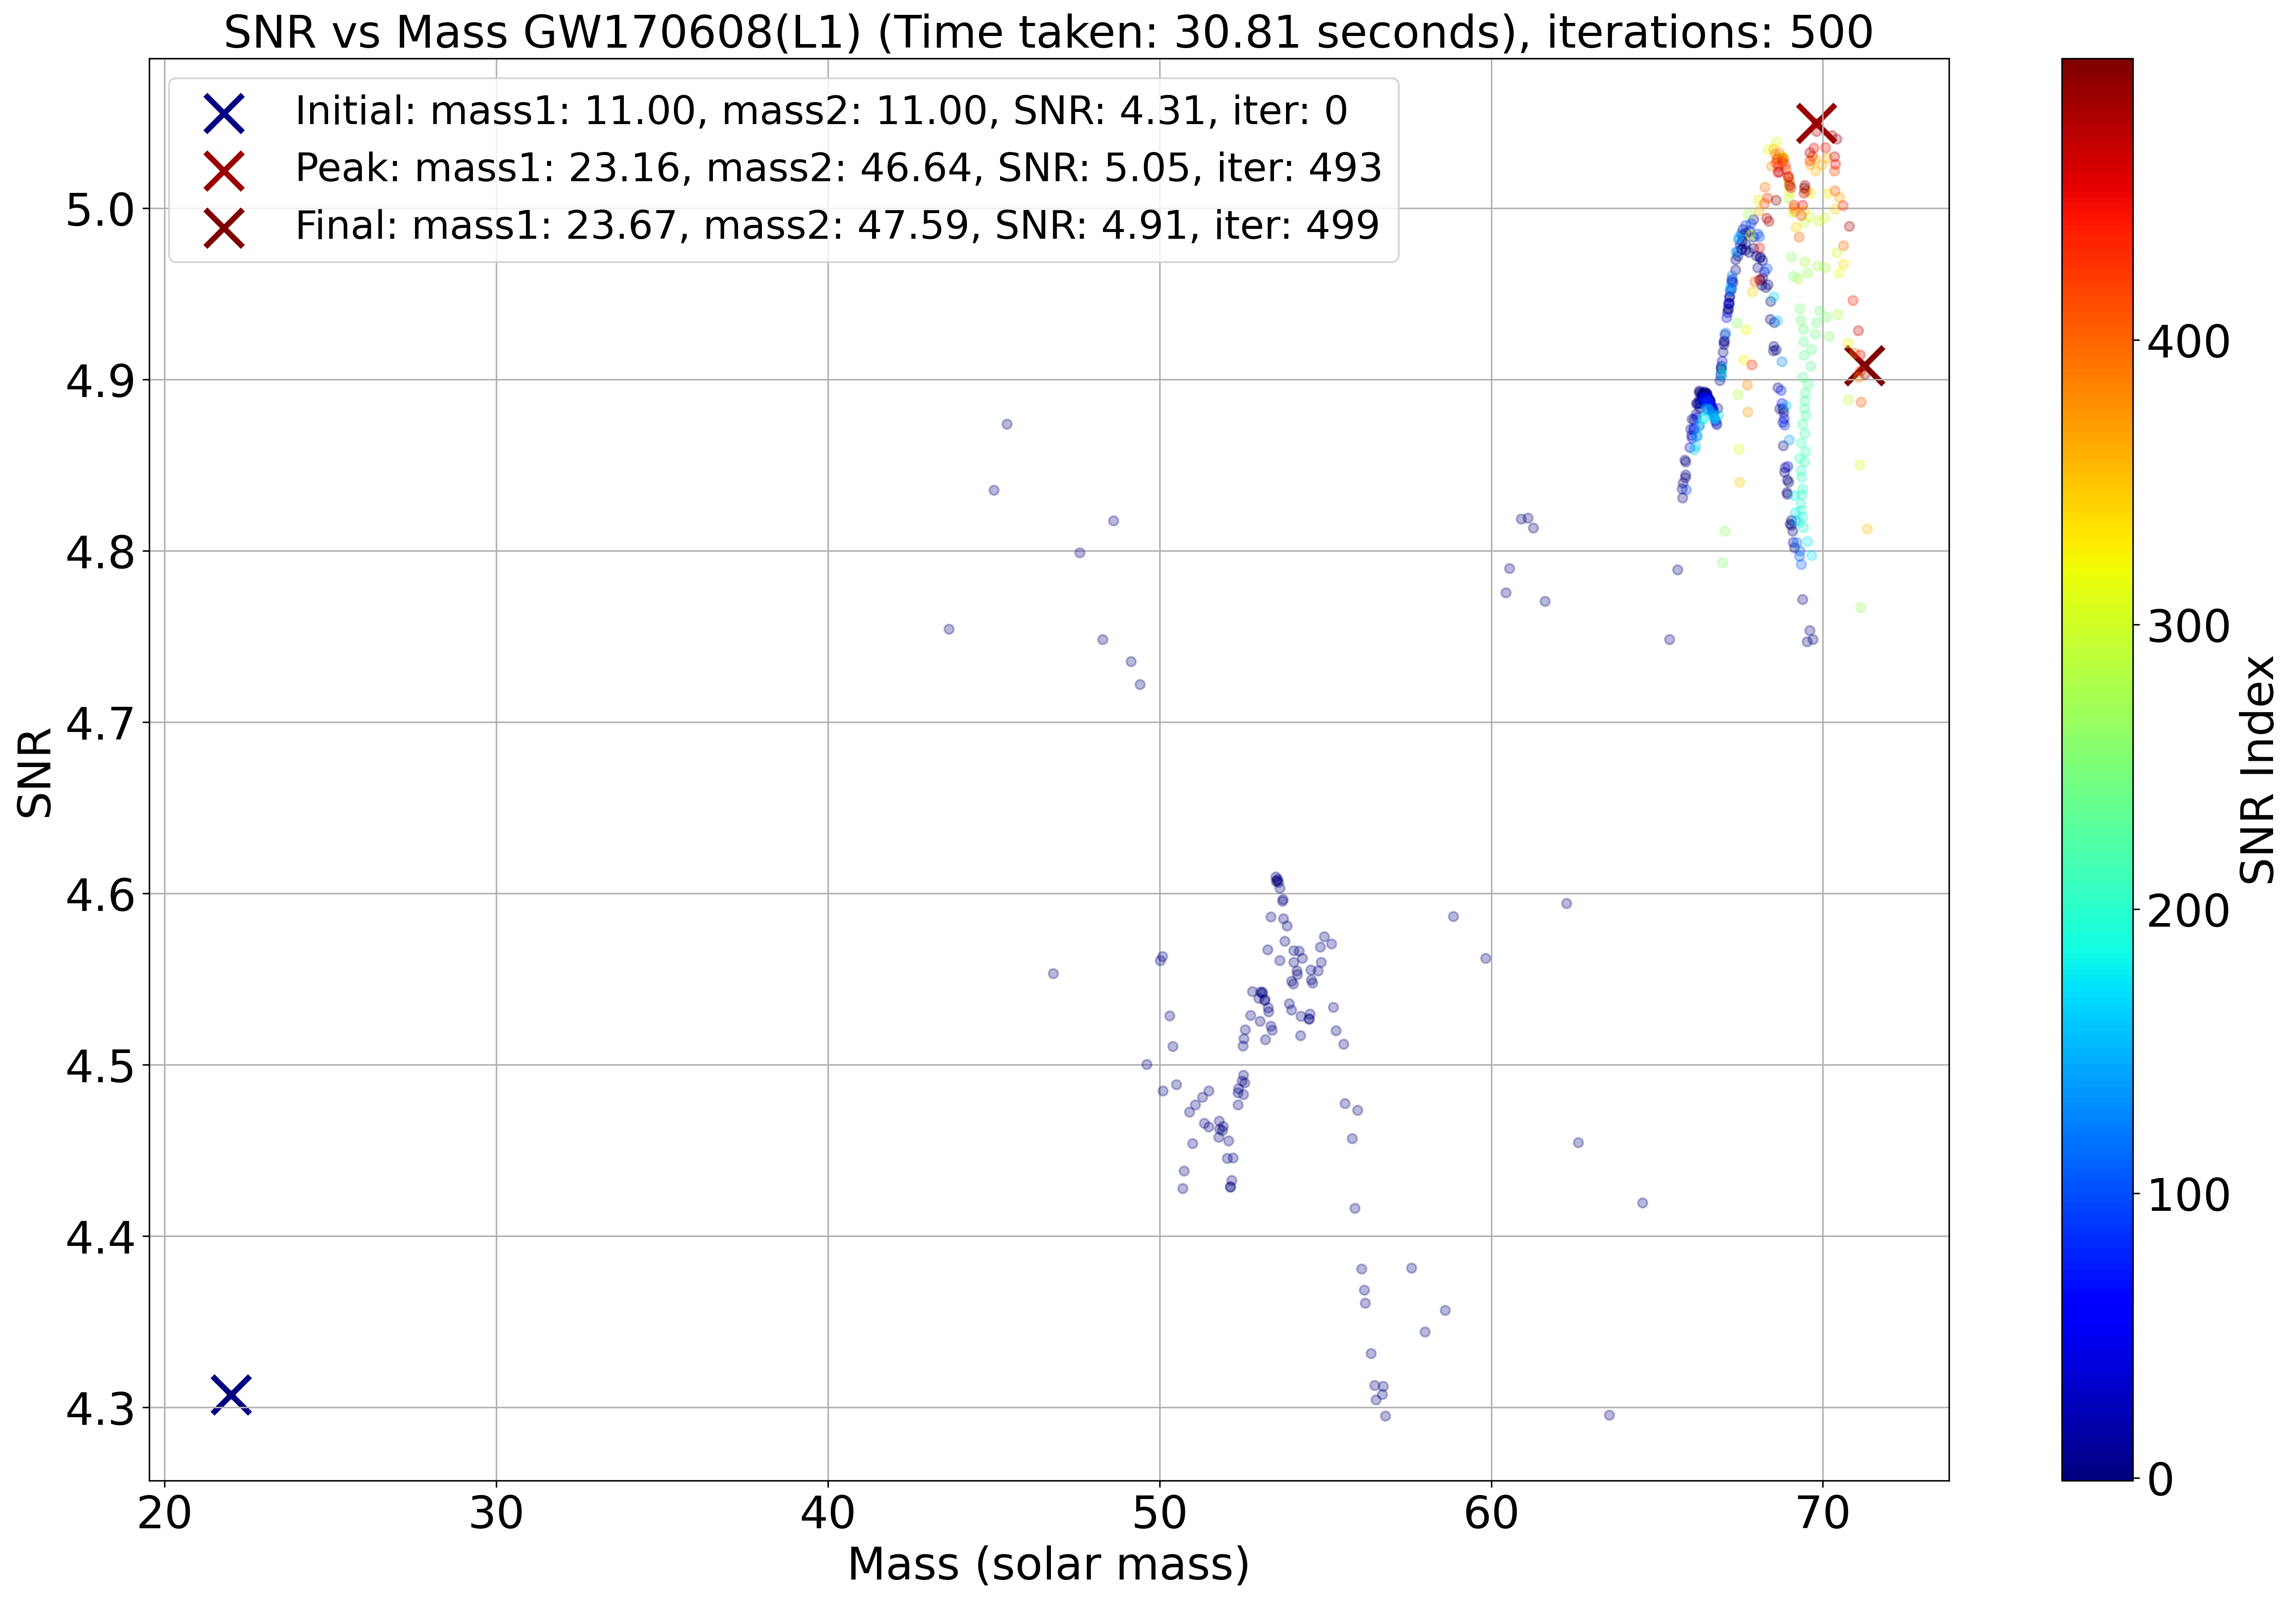 SNR vs Mass GW170608(L1) (Time taken: 30.81 seconds), iterations: 500
Initial: mass1: 11.00, mass2: 11.00, SNR: 4.31, iter: 0
Peak: mass1: 23.16, mass2: 46.64, SNR: 5.05, iter: 493
Final: mass1: 23.67, mass2: 47.59, SNR: 4.91, iter: 499
5.0
4.9
4.8
4.7
4.6
4.5
4.4
4.3
SNR
20 30 40 50 60 70
Mass (solar mass)
400
300
200
100
0
SNR Index